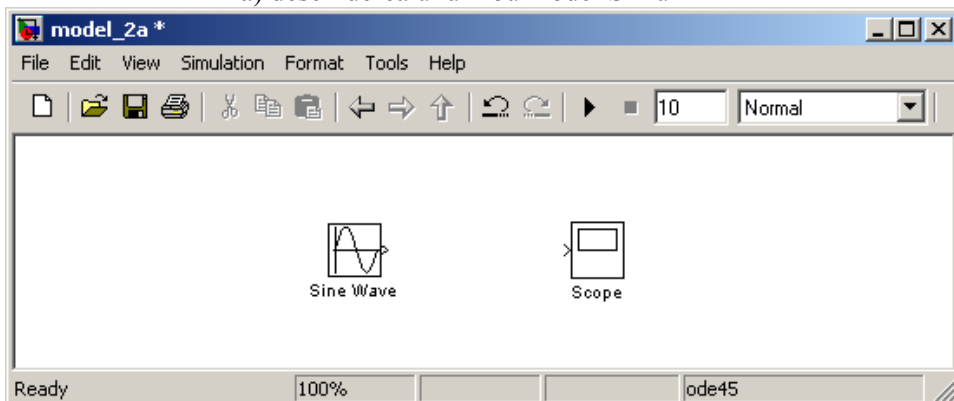 model_2a *
File Edit View Simulation Format Tools Help
10 Normal
Sine Wave Scope
Ready 100% ode45